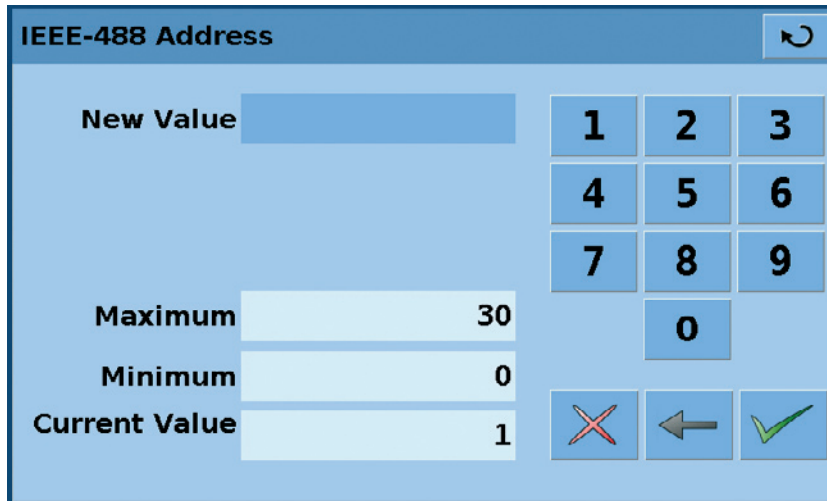 IEEE-488 Address
New Value
1 2 3
4 5 6
7 8 9
0
Maximum 30
Minimum 0
Current Value 1